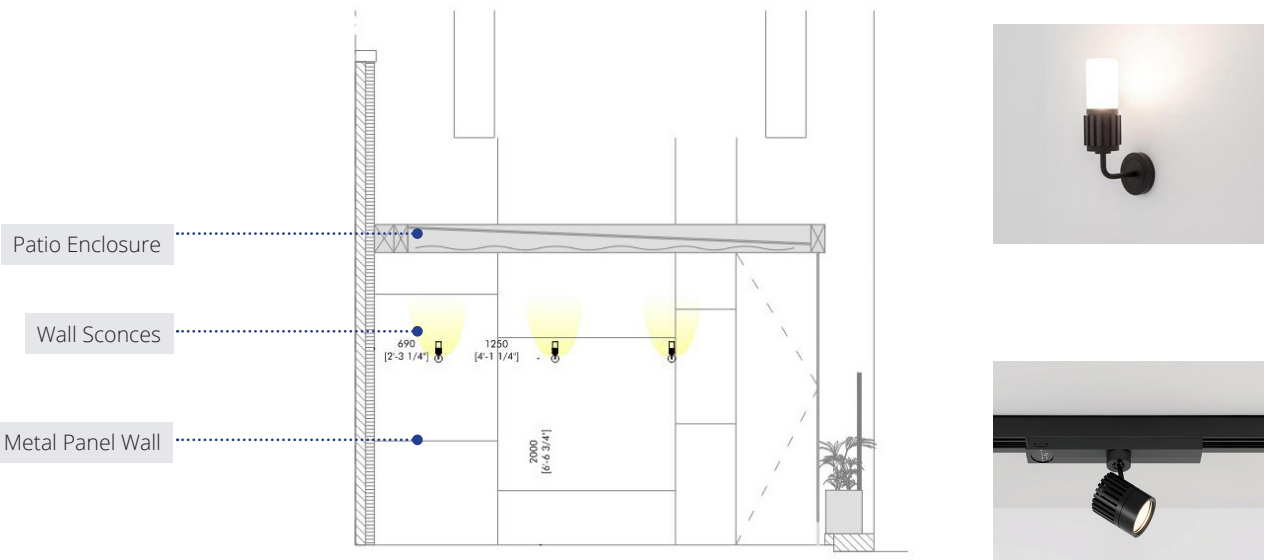 Patio Enclosure
Wall Sconces
690
[2'-3 1/4"]
1250
[4'-1 1/4"]
Metal Panel Wall
2000
[6'-6 3/4"]